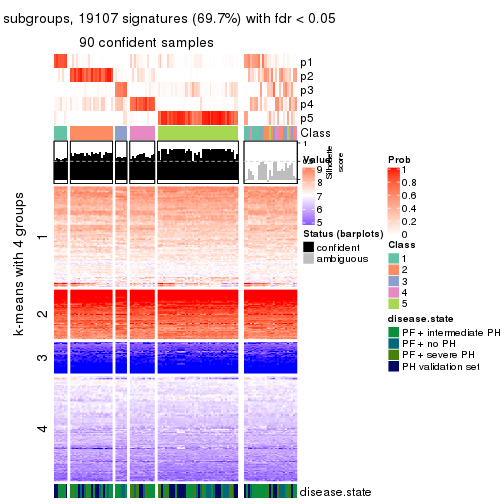 subgroups, 19107 signatures (69.7%) with fdr < 0.05
90 confident samples
p1
p2
p3
p4
p5
Class
1
Silhouette
score
k-means with 4 groups
1
2
3
4
disease.state
Value
9
8
7
6
5
Status (barplots)
confident
ambiguous
Prob
1
0.8
0.6
0.4
0.2
0
Class
1
2
3
4
5
disease.state
PF + intermediate PH
PF + no PH
PF + severe PH
PH validation set